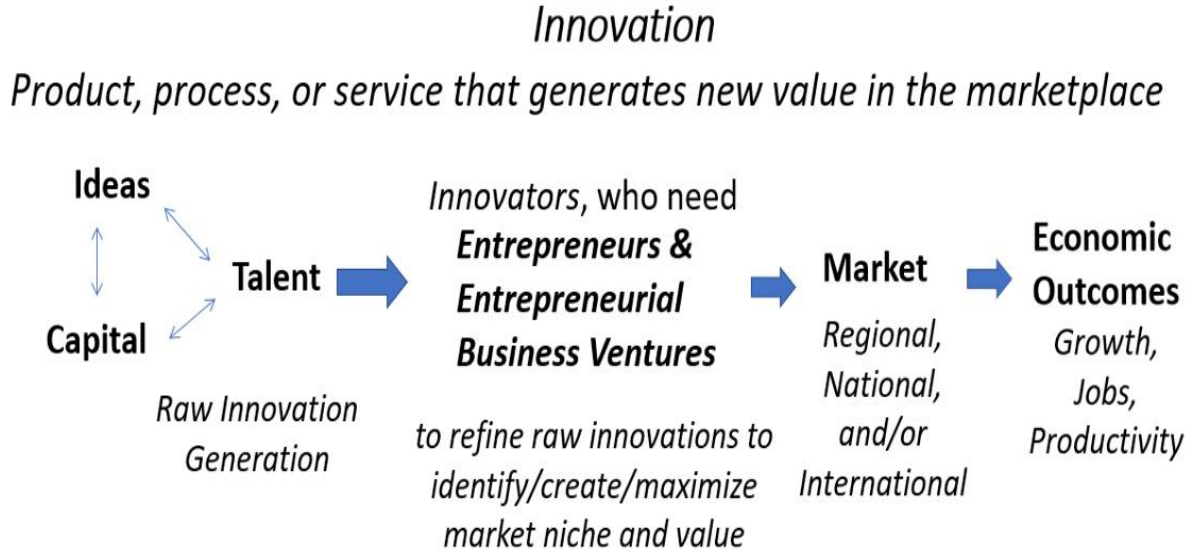 Innovation
Product, process, or service that generates new value in the marketplace
Ideas
Talent
Capital
Raw Innovation
Generation
Innovators, who need
Entrepreneurs &
Entrepreneurial
Business Ventures
to refine raw innovations to
identify/create/maximize
market niche and value
Market
Regional,
National,
and/or
International
Economic
Outcomes
Growth,
Jobs,
Productivity